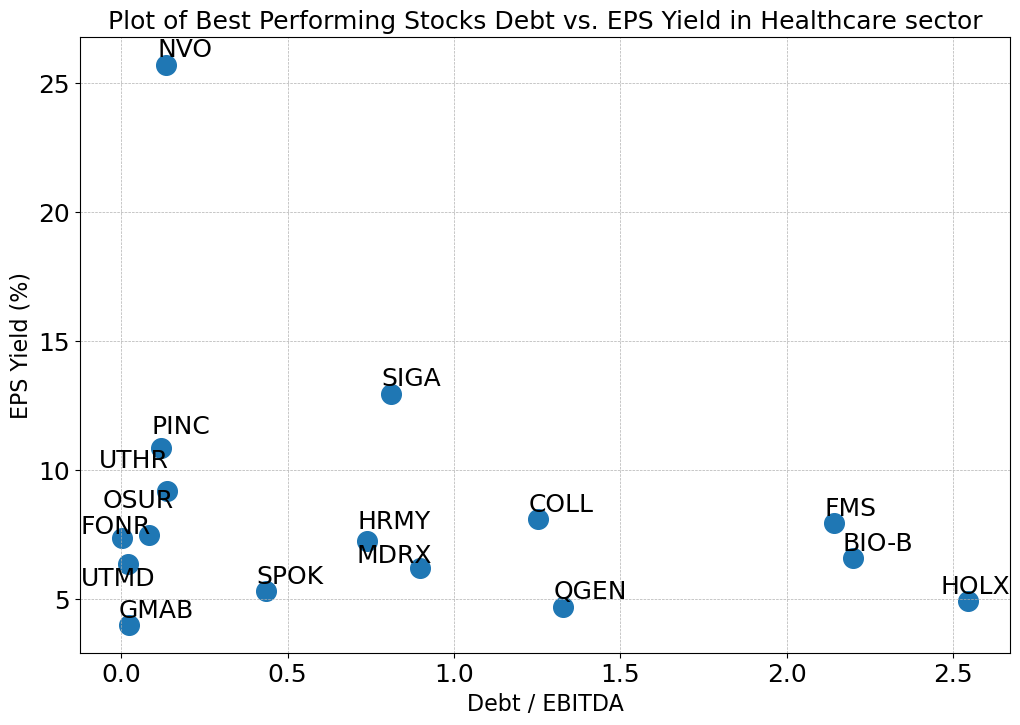 Plot of Best Performing Stocks Debt vs. EPS Yield in Healthcare sector
NVO
25
20
EPS Yield (%)
15
SIGA
PINC
10
UTHR
OSUR
COLL
FMS
FONR
HRMY
BIO-B
MDRX
UTMD
SPOK
QGEN
HOLX
5
GMAB
0.0 0.5 1.0 1.5 2.0 2.5
Debt / EBITDA